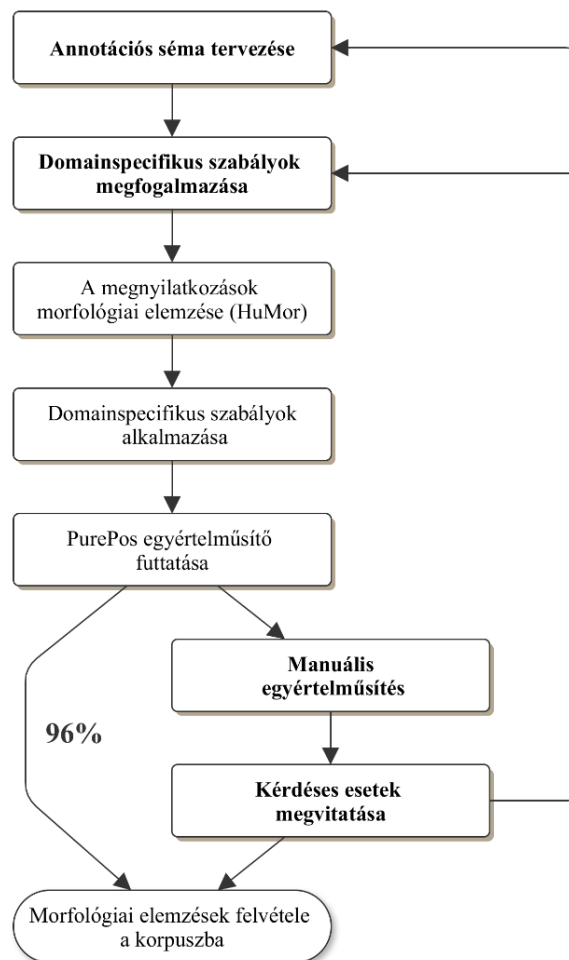 Annotációs séma tervezése
Domainspecifikus szabályok
megfogalmazása
A megnyilatkozások
morfológiai elemzése (HuMor)
Domainspecifikus szabályok
alkalmazása
PurePos egyértelműsítő
futtatása
Manuális
egyértelműsítés
96%
Kérdéses esetek
megvitatása
Morfológiai elemzések felvétele
a korpuszba